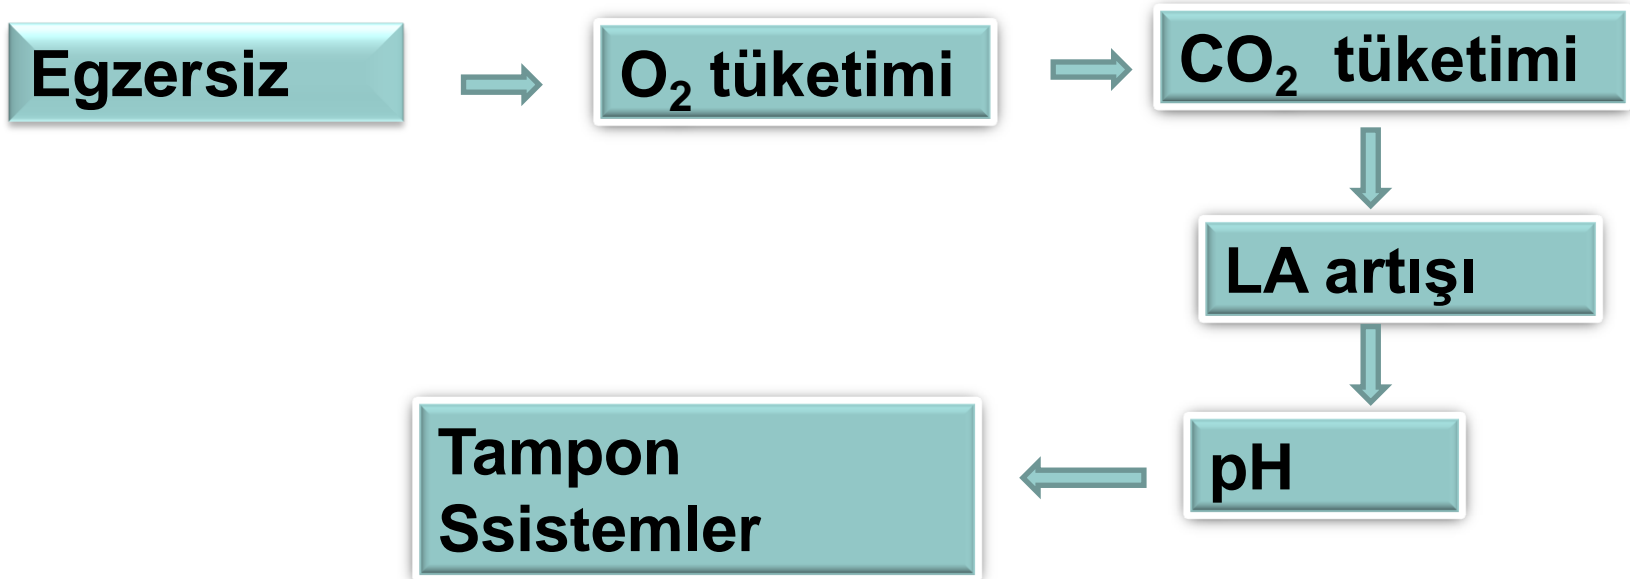 Egzersiz
O₂ tüketimi
CO₂ tüketimi
LA artışı
pH
Tampon
Ssistemler